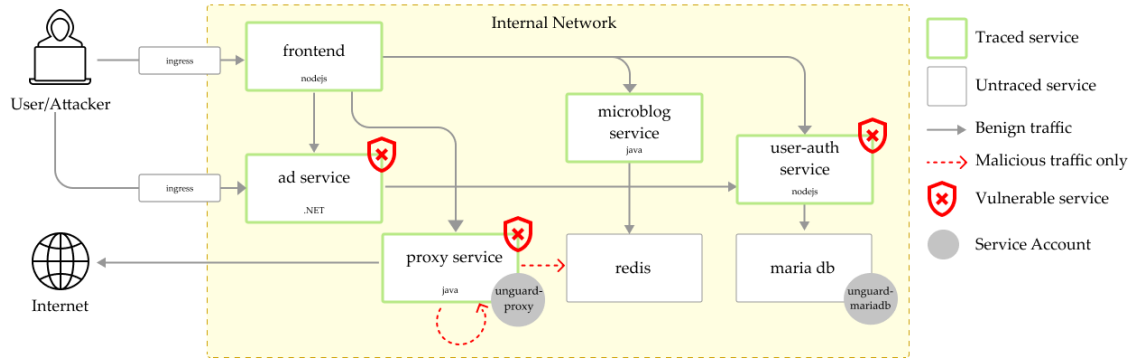 Internal Network
User/Attacker
ingress
frontend
nodejs
microblog
service
java
user-auth
service
nodejs
ingress
ad service
.NET
Internet
proxy service
java
unguard-
proxy
redis
maria db
unguard-
mariadb
Traced service
Untraced service
Benign traffic
Malicious traffic only
Vulnerable service
Service Account